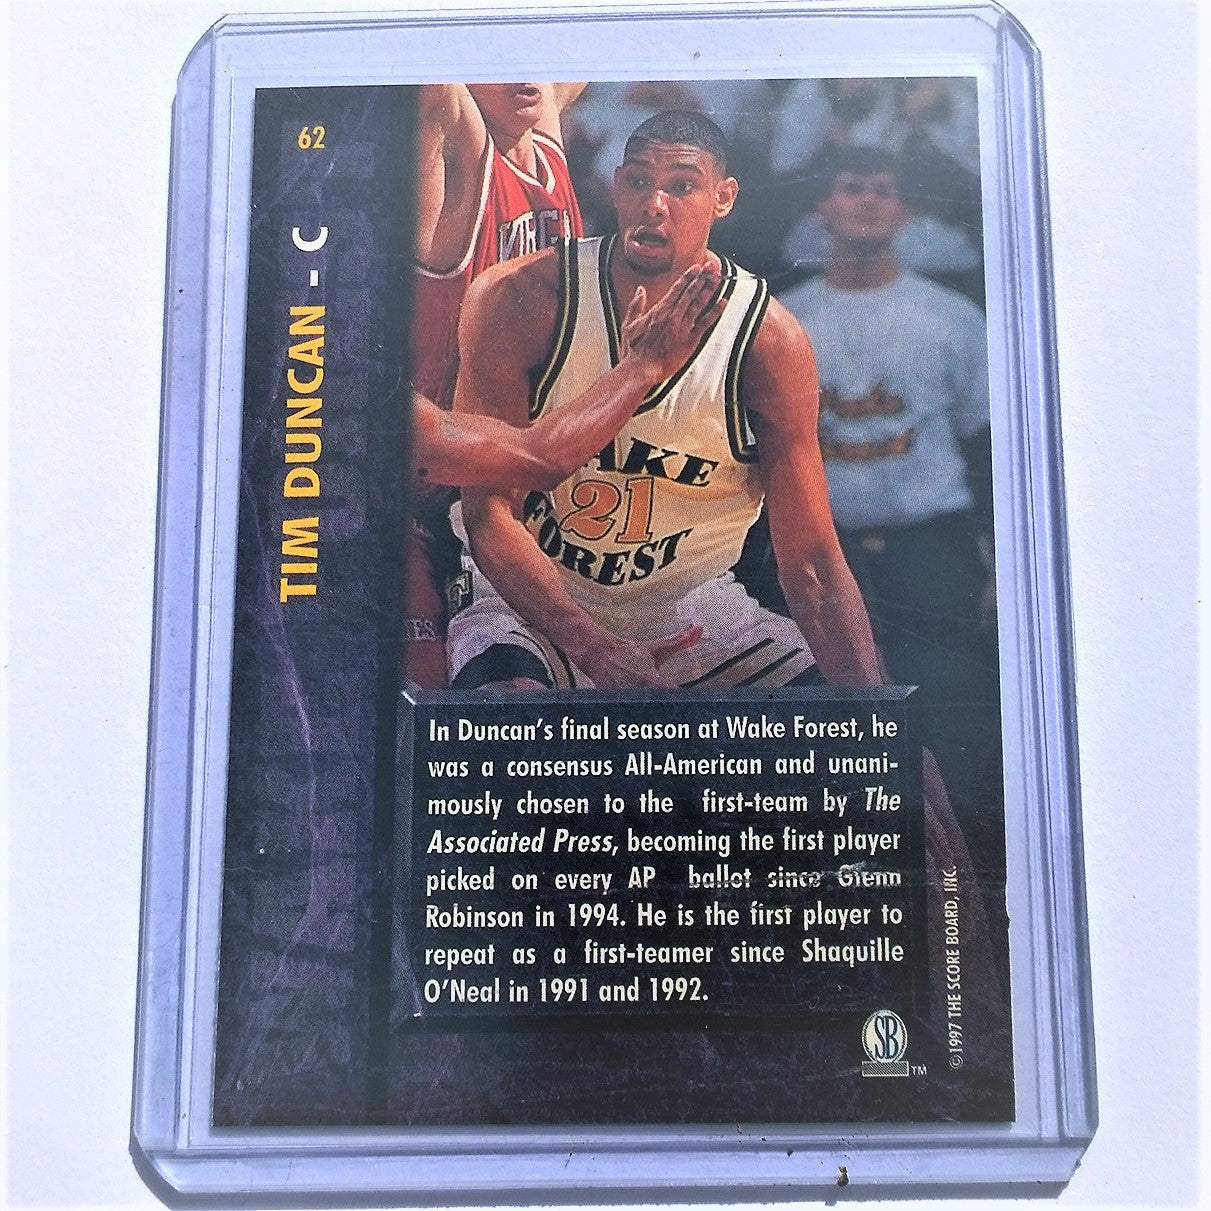 62
TIM DUNCAN - C
VIRGI
WAKE
21
FOREST
ES
In Duncan's final season at Wake Forest, he
was a consensus All-American and unani-
mously chosen to the first-team by The
Associated Press, becoming the first player
picked on every AP ballot since Glenn
Robinson in 1994. He is the first player to
repeat as a first-teamer since Shaquille
O'Neal in 1991 and 1992.
SB
TM
©1997 THE SCORE BOARD, INC.